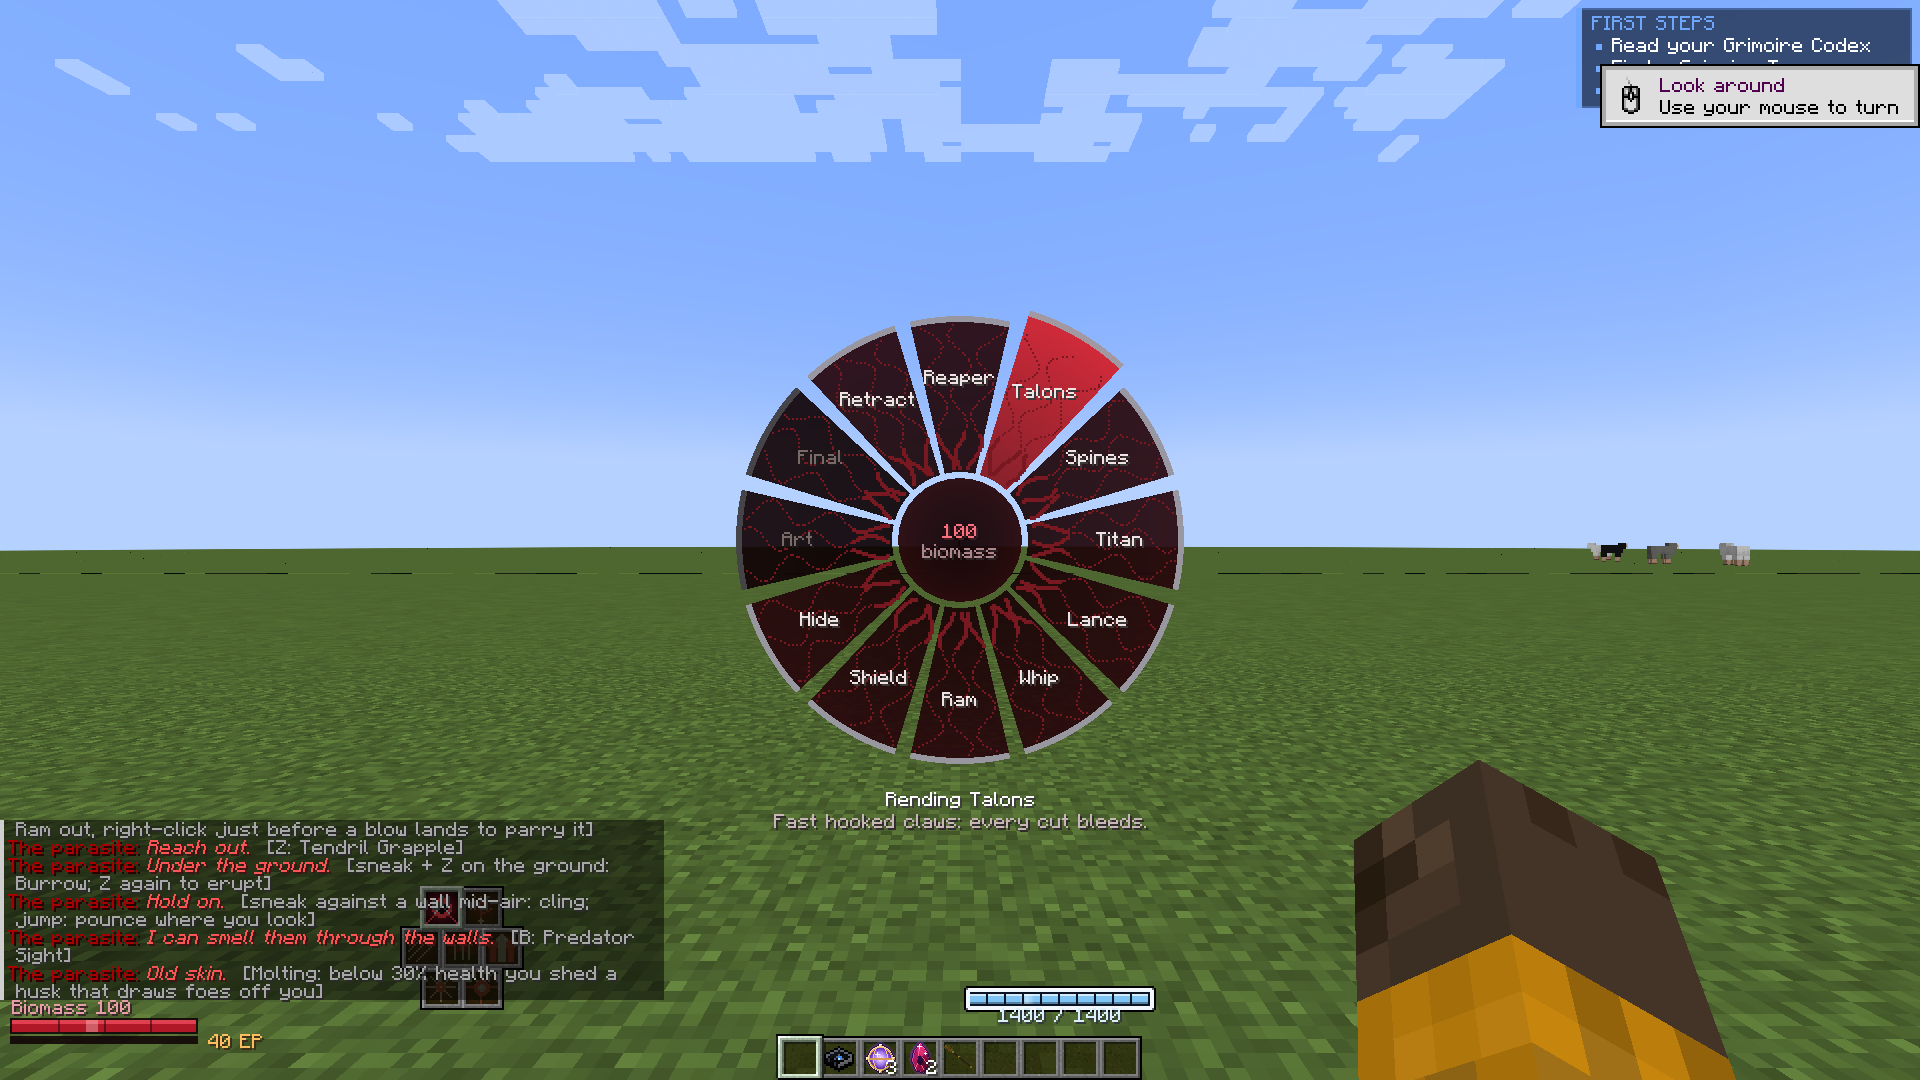 FIRST STEPS
Read your Grimoire Codex
Look around
Use your mouse to turn
Reaper
Talons
Retract
Spines
Final
100
biomass
Titan
Art
Hide
Lance
Shield
Whip
Ram
Rending Talons
Fast hooked claws: every cut bleeds.
Ram out, right-click just before a blow lands to parry it]
The parasite: Reach out. [Z: Tendril Grapple]
The parasite: Under the ground. [sneak + Z on the ground:
Burrow; Z again to erupt]
The parasite: Hold on. [sneak against a wall mid-air: cling;
jump: pounce where you look]
The parasite: I can smell them through the walls. [B: Predator
Sight]
The parasite: Old skin. [Molting: below 30% health you shed a
husk that draws foes off you]
Biomass 100
40 EP
1400 / 1400
3
2